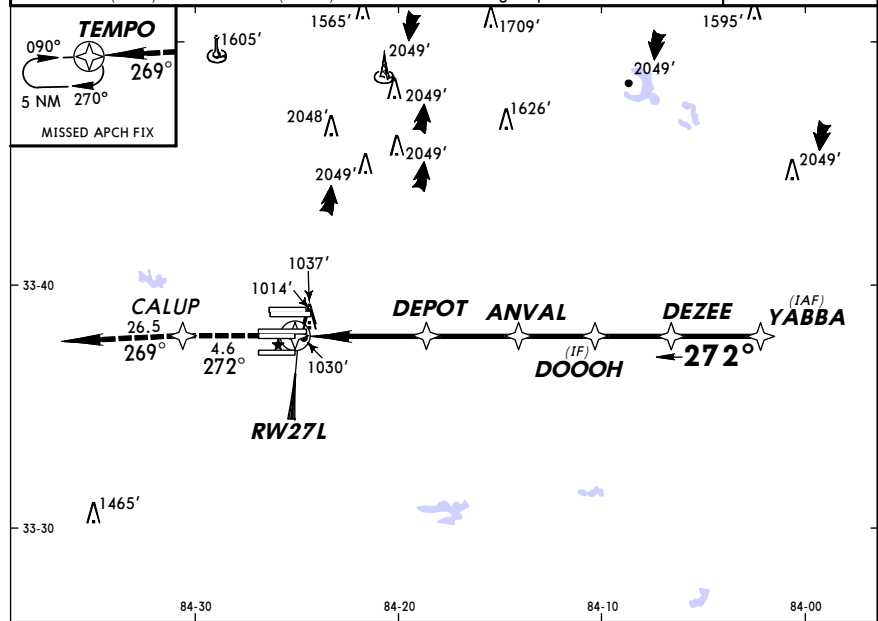 TEMPO
090°
269°
5 NM
270°
MISSED APCH FIX
1605'
1565'
2049'
1709'
1595'
2049'
2049'
2048'
1626'
2049'
2049'
2049'
33-40
1037'
1014'
CALUP
26.5
269°
4.6
272°
1030'
RW27L
DEPOT
ANVAL
(IF)
DOOOH
DEZEE
(IAF)
YABBA
272°
1465'
33-30
84-30
84-20
84-10
84-00